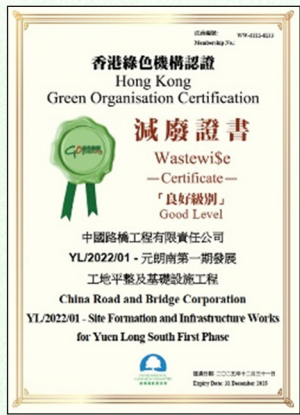 Membership No.:
香港綠色機構認證
Hong Kong
Green Organisation Certification
減廢證書
Wastewi$e
Certificate
「良好級別」
Good Level
中國路橋工程有限責任公司
YL/2022/01 - 元朗南第一期發展
工地平整及基礎設施工程
China Road and Bridge Corporation
YL/2022/01 - Site Formation and Infrastructure Works
for Yuen Long South First Phase
Expiry Date: 31 December 2025